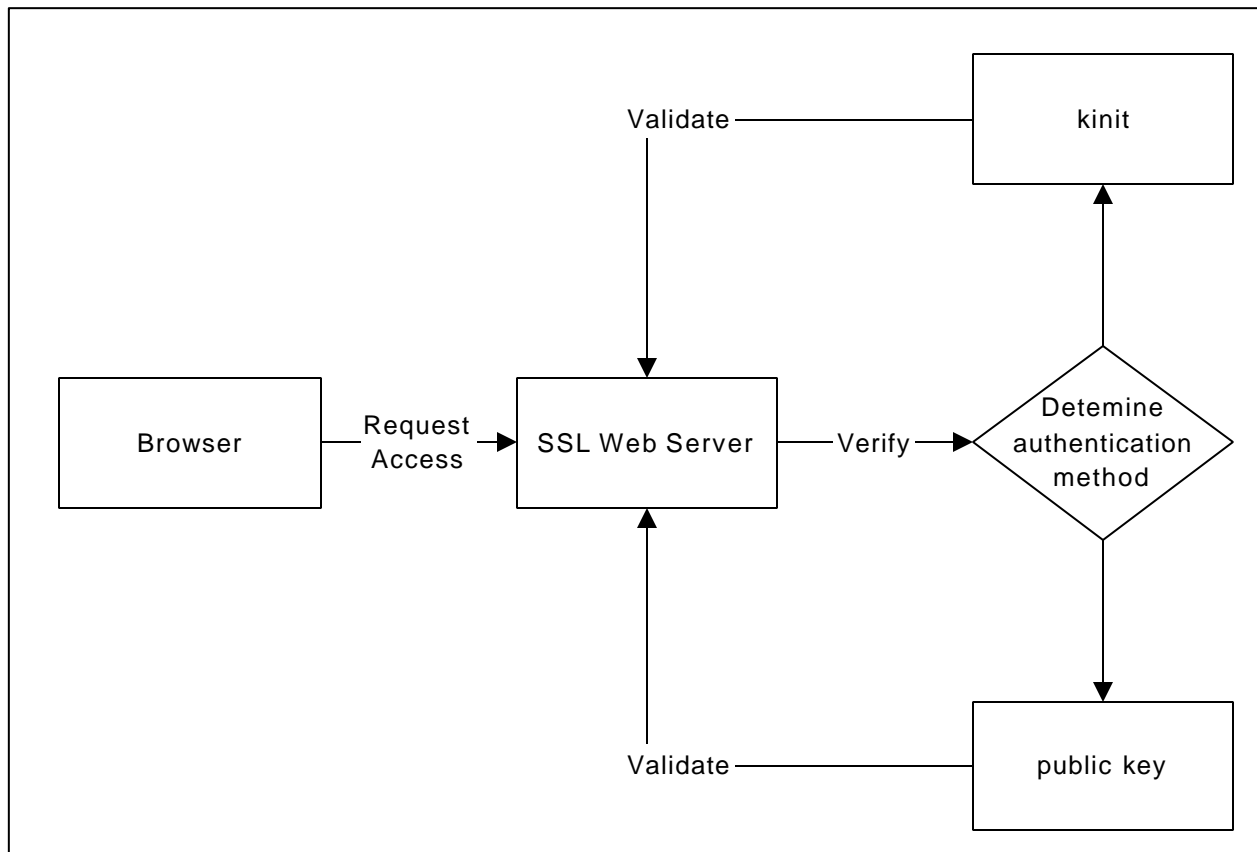 Validate
kinit
Browser
Request
Access
SSL Web Server
Verify
Detemine
authentication
method
Validate
public key